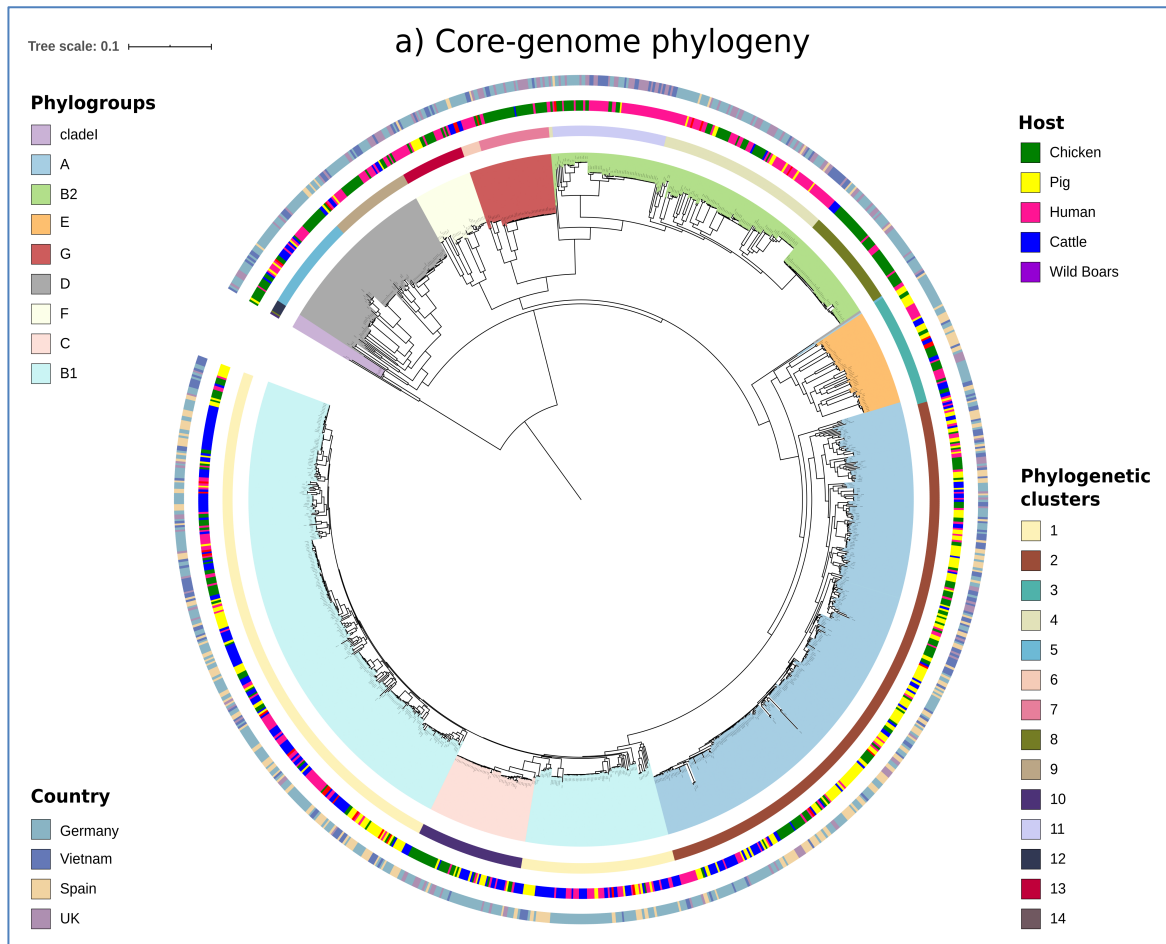 a) Core-genome phylogeny
Tree scale: 0.1
Phylogroups
cladeI
A
B2
E
G
D
F
C
B1
Host
Chicken
Pig
Human
Cattle
Wild Boars
Phylogenetic
clusters
1
2
3
4
5
6
7
8
9
10
11
12
13
14
Country
Germany
Vietnam
Spain
UK